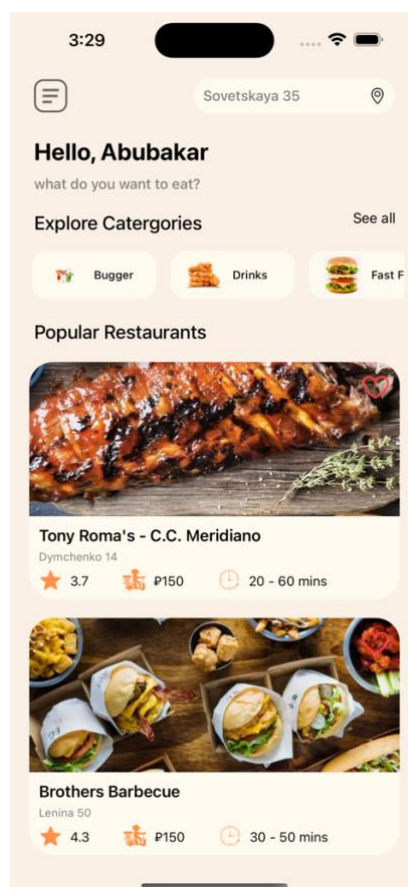 3:29
Sovetskaya 35
Hello, Abubakar
what do you want to eat?
Explore Catergories
See all
Bugger
Drinks
Fast F
Popular Restaurants
Tony Roma's - C.C. Meridiano
Dymchenko 14
3.7 ₽150 20 - 60 mins
Brothers Barbecue
Lenina 50
4.3 ₽150 30 - 50 mins